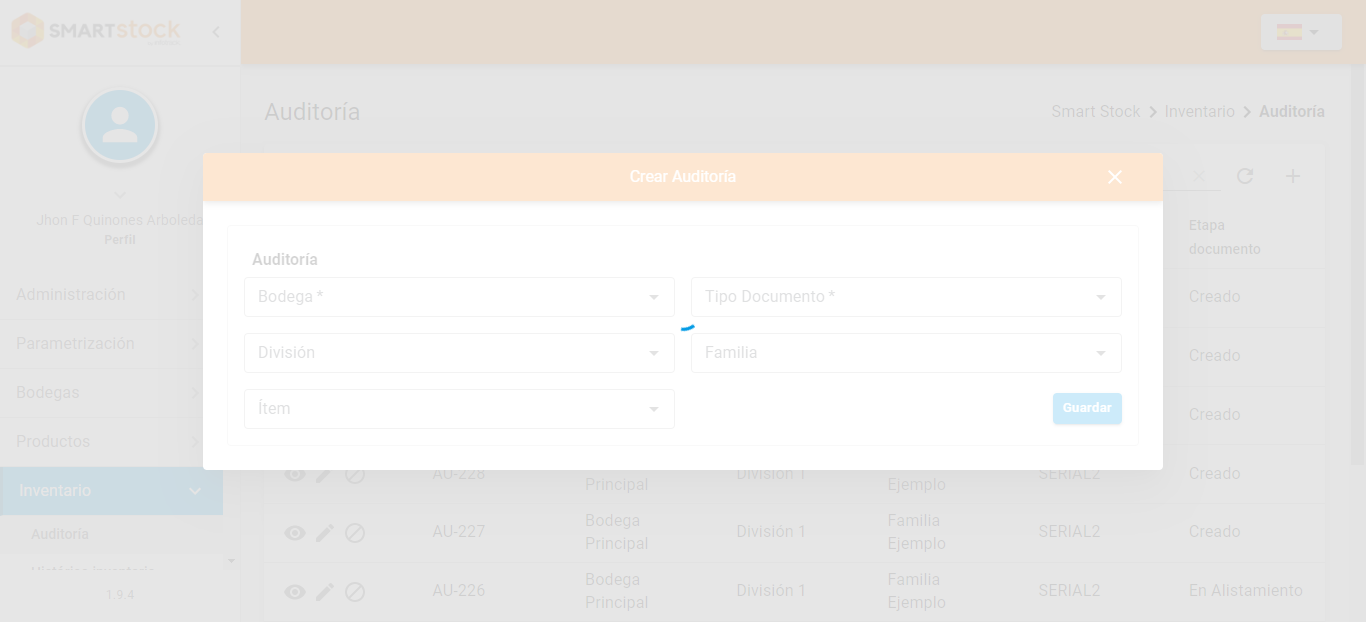 SMARTstock
Auditoría
Smart Stock > Inventario > Auditoría
Jhon F Quinones Arboleda
Perfil
Administración
Parametrización
Bodegas
Productos
Inventario
Auditoría
1.9.4
Crear Auditoría
Auditoría
Bodega *
Tipo Documento *
División
Familia
Ítem
Guardar
Etapa
documento
Creado
Creado
Creado
AU-228
Principal
División 1
Ejemplo
SERIAL2
Creado
AU-227
Bodega
Principal
División 1
Familia
Ejemplo
SERIAL2
Creado
AU-226
Bodega
Principal
División 1
Familia
Ejemplo
SERIAL2
En Alistamiento